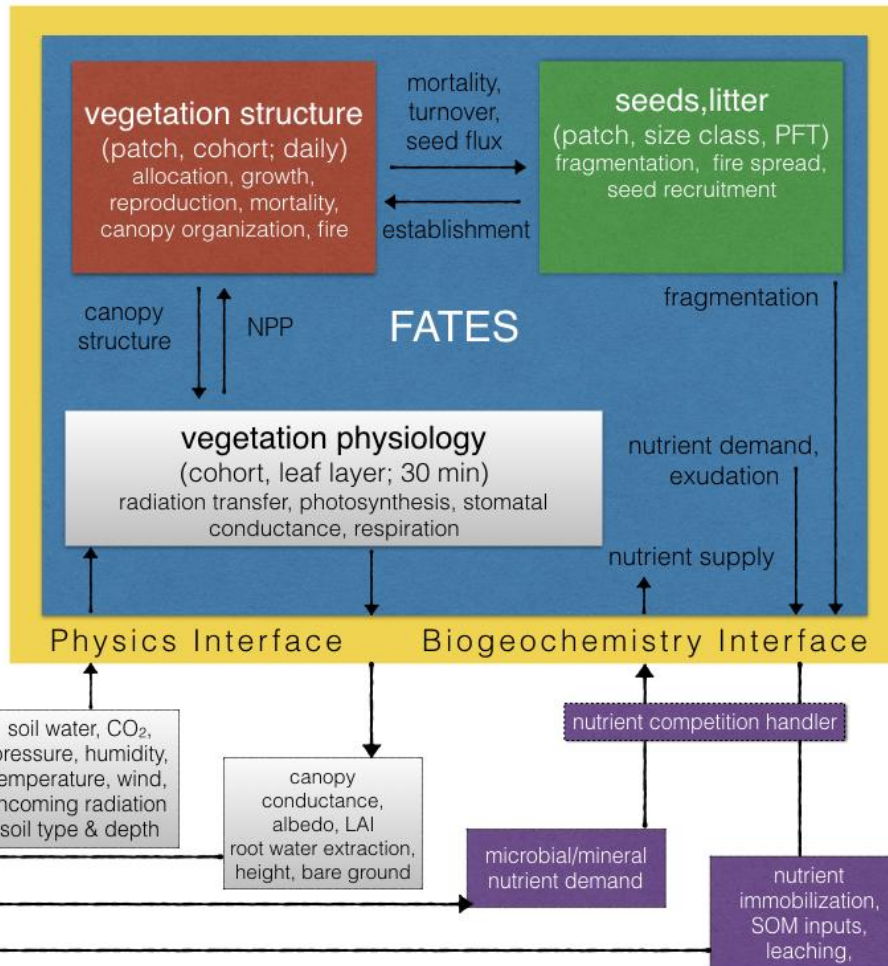 vegetation structure
(patch, cohort; daily)
allocation, growth,
reproduction, mortality,
canopy organization, fire
mortality,
turnover,
seed flux
establishment
seeds,litter
(patch, size class, PFT)
fragmentation, fire spread,
seed recruitment
canopy
structure
NPP
FATES
fragmentation
vegetation physiology
(cohort, leaf layer; 30 min)
radiation transfer, photosynthesis, stomatal
conductance, respiration
nutrient demand,
exudation
nutrient supply
Physics Interface
Biogeochemistry Interface
soil water, CO₂,
pressure, humidity,
temperature, wind,
incoming radiation
soil type & depth
canopy
conductance,
albedo, LAI
root water extraction,
height, bare ground
nutrient competition handler
microbial/mineral
nutrient demand
nutrient
immobilization,
SOM inputs,
leaching,